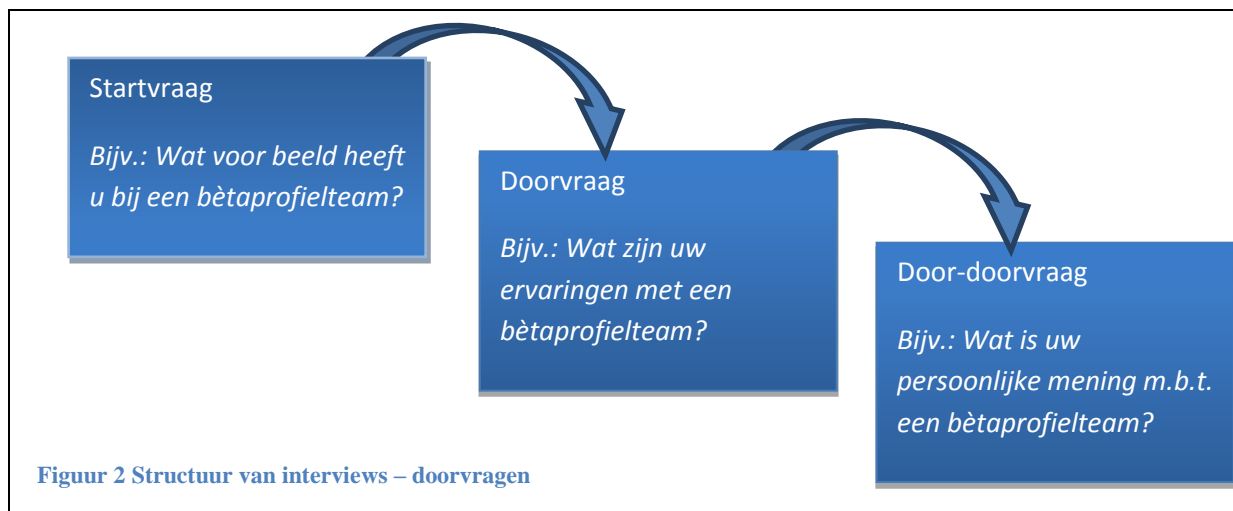 Startvraag
Bijv.: Wat voor beeld heeft
u bij een bètaprofielteam?
Doorvraag
Bijv.: Wat zijn uw
ervaringen met een
bètaprofielteam?
Door-doorvraag
Bijv.: Wat is uw
persoonlijke mening m.b.t.
een bètaprofielteam?
Figuur 2 Structuur van interviews – doorvragen